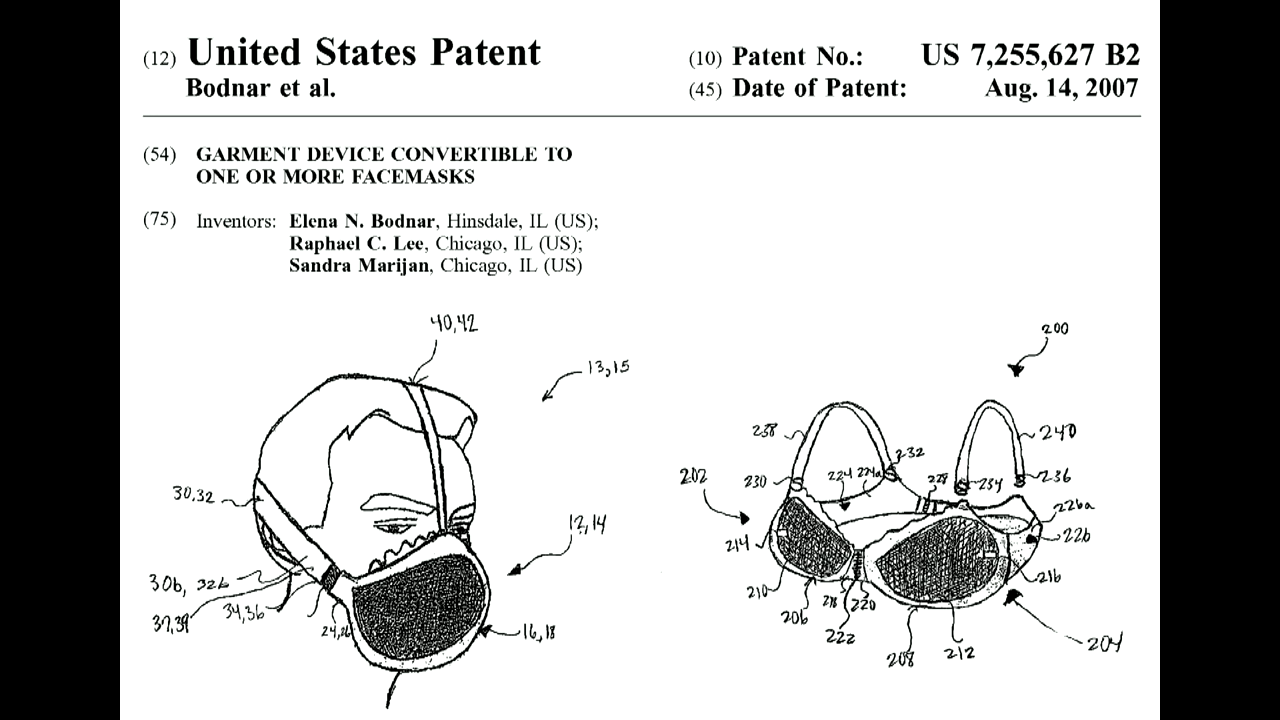 (12) United States Patent
Bodnar et al.
(10) Patent No.: US 7,255,627 B2
(45) Date of Patent: Aug. 14, 2007
(54) GARMENT DEVICE CONVERTIBLE TO
ONE OR MORE FACEMASKS
(75) Inventors: Elena N. Bodnar, Hinsdale, IL (US);
Raphael C. Lee, Chicago, IL (US);
Sandra Marijan, Chicago, IL (US)
40,42
13,15
30,32
12,14
30b, 32b
34,36
16,18
200
238
232
240
202
230
224
224a
228
234
236
226a
226
214
216
210
206
218
220
222
208
212
204